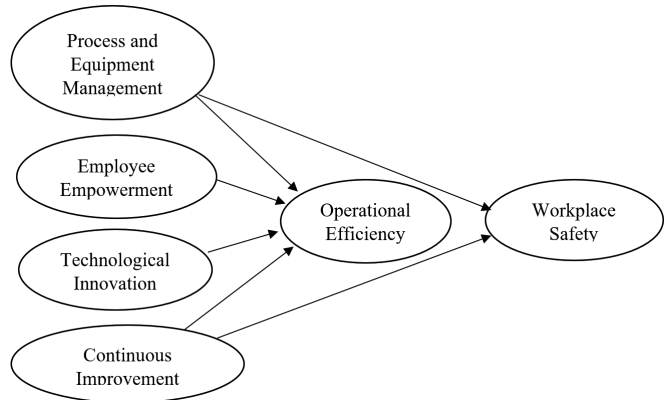 Process and
Equipment
Management
Employee
Empowerment
Technological
Innovation
Continuous
Improvement
Operational
Efficiency
Workplace
Safety